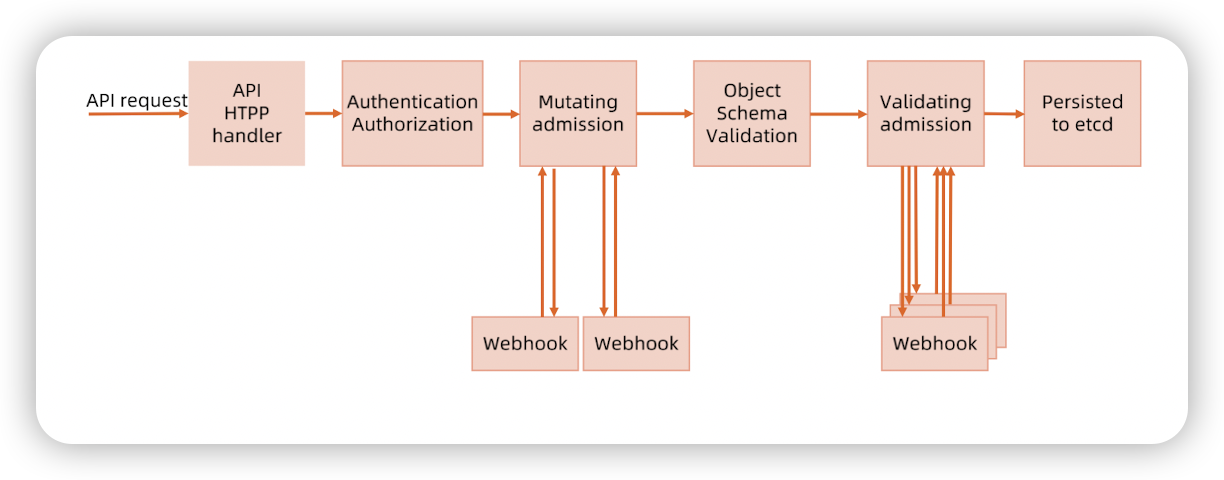 API request
API
HTPP
handler
Authentication
Authorization
Mutating
admission
Object
Schema
Validation
Validating
admission
Persisted
to etcd
Webhook
Webhook
Webhook